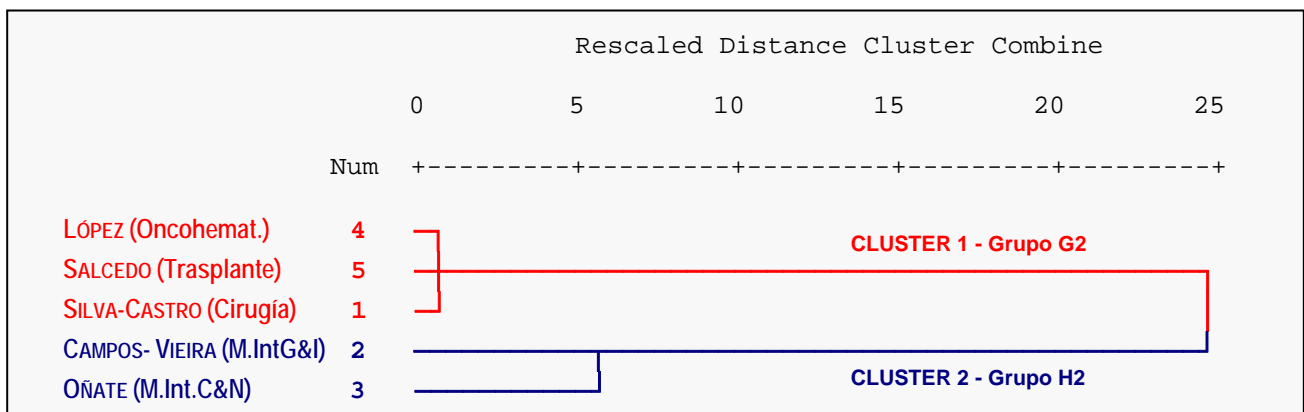 Rescaled Distance Cluster Combine
0 5 10 15 20 25
Num +---------+---------+---------+---------+---------+
LÓPEZ (Oncohemat.) 4
CLUSTER 1 - Grupo G2
SALCEDO (Trasplante) 5
SILVA-CASTRO (Cirugía) 1
CAMPOS- VIEIRA (M.IntG&I) 2
CLUSTER 2 - Grupo H2
OÑATE (M.Int.C&N) 3